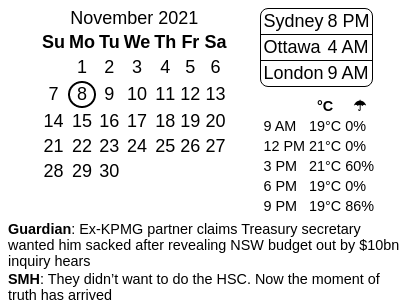 November 2021
Su Mo Tu We Th Fr Sa
1 2 3 4 5 6
7 8 9 10 11 12 13
14 15 16 17 18 19 20
21 22 23 24 25 26 27
28 29 30
Sydney 8 PM
Ottawa 4 AM
London 9 AM
°C ☂
9 AM 19°C 0%
12 PM 21°C 0%
3 PM 21°C 60%
6 PM 19°C 0%
9 PM 19°C 86%
Guardian: Ex-KPMG partner claims Treasury secretary
wanted him sacked after revealing NSW budget out by $10bn
inquiry hears
SMH: They didn’t want to do the HSC. Now the moment of
truth has arrived